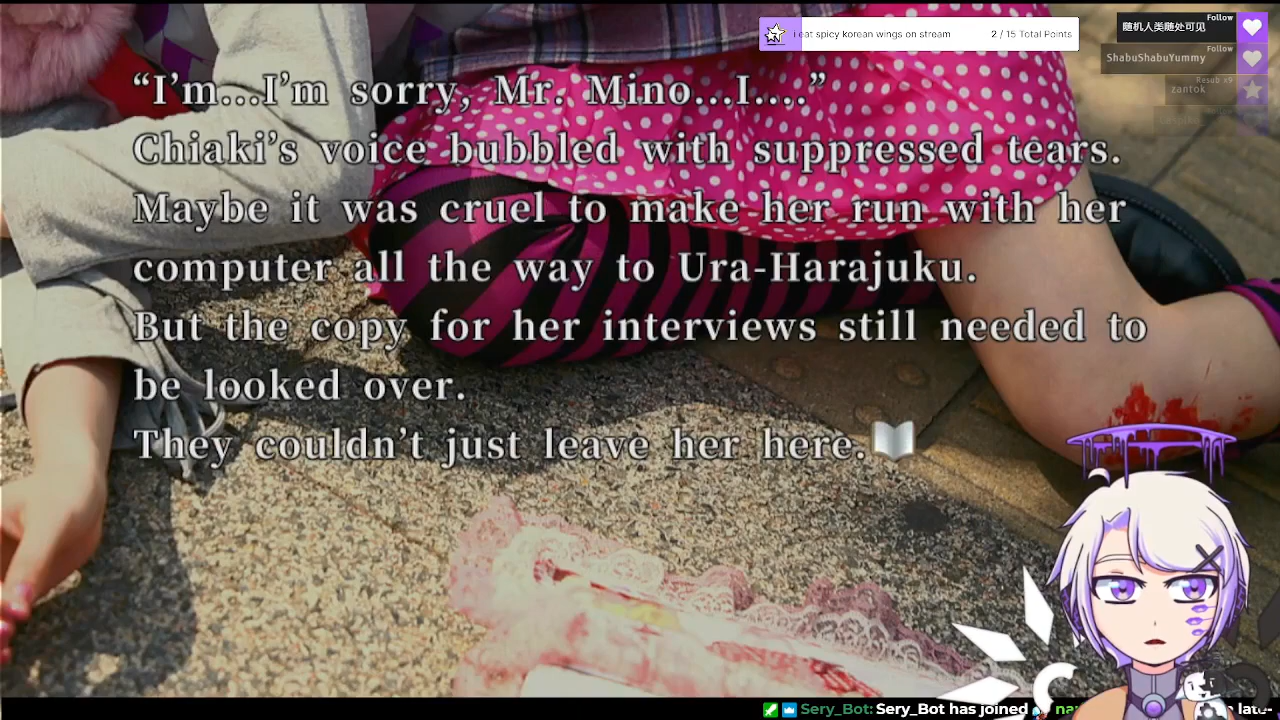 i eat spicy korean wings on stream 2 / 15 Total Points
Follow
随机人类随处可见
Follow
ShabuShabuYummy
Resub x9
zantok
“I’m...I’m sorry, Mr. Mino...I....”
Chiaki’s voice bubbled with suppressed tears.
Maybe it was cruel to make her run with her
computer all the way to Ura-Harajuku.
But the copy for her interviews still needed to
be looked over.
They couldn’t just leave her here.
Sery_Bot: Sery_Bot has joined
late-